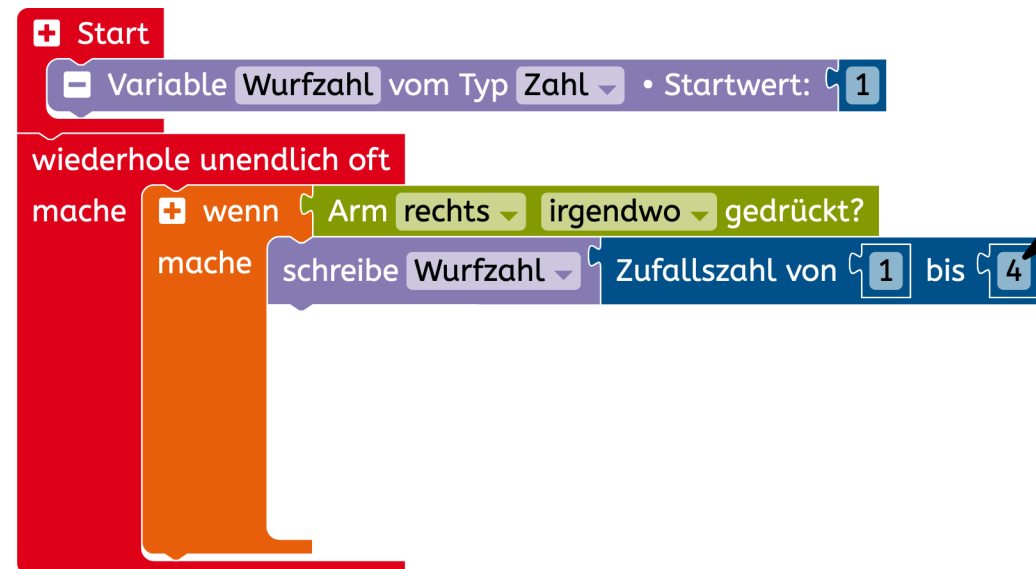 Start
Variable Wurfzahl vom Typ Zahl • Startwert: 1
wiederhole unendlich oft
mache wenn Arm rechts irgendwo gedrückt?
mache schreibe Wurfzahl Zufallszahl von 1 bis 4